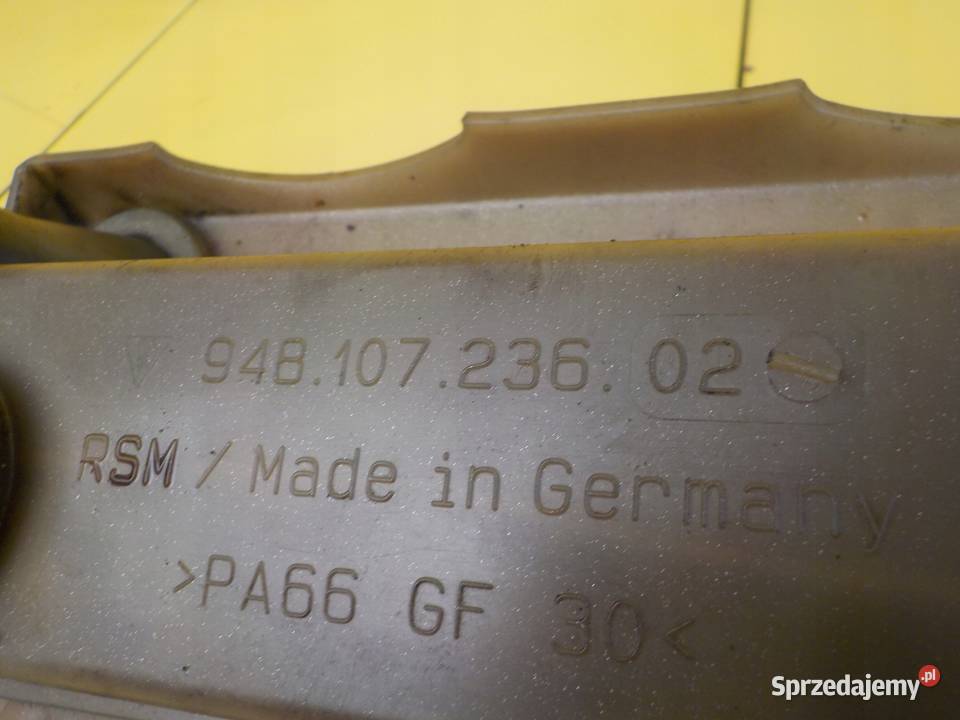 948.107.236.02
RSM / Made in Germany
>PA66 GF 30<
Sprzedajemy.pl